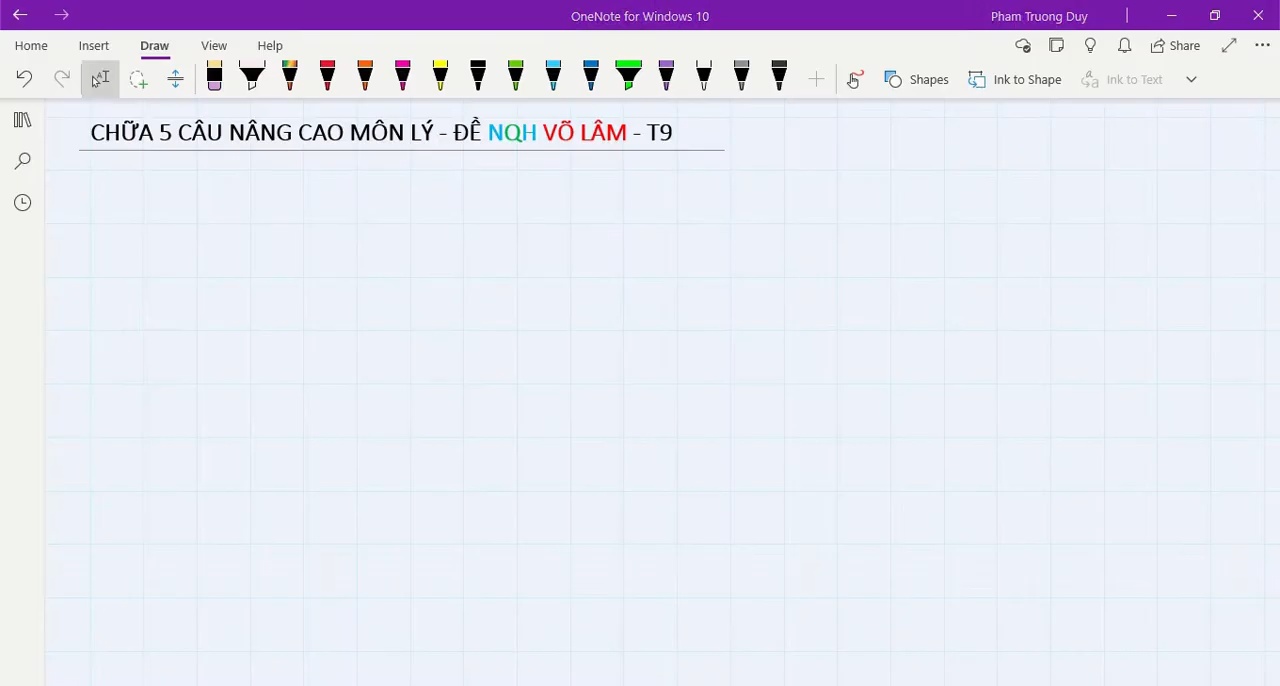 OneNote for Windows 10
Pham Truong Duy
Home Insert Draw View Help
Share
Shapes Ink to Shape Ink to Text
CHỮA 5 CÂU NÂNG CAO MÔN LÝ - ĐỀ NQH VÕ LÂM - T9